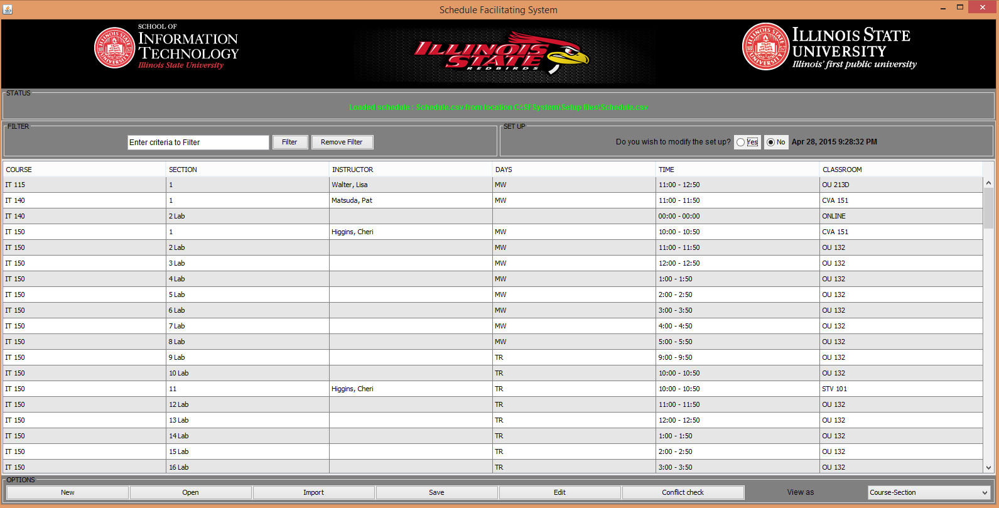 Schedule Facilitating System
SCHOOL OF
INFORMATION
TECHNOLOGY
Illinois State University
ILLINOIS
STATE
REDBIRDS
ILLINOIS STATE
UNIVERSITY
Illinois' first public university
STATUS
Loaded schedule : Schedule.csv from location C:\SFSystem\Setup files\Schedule.csv
FILTER
Enter criteria to Filter Filter Remove Filter
SET UP
Do you wish to modify the set up? Yes No Apr 28, 2015 9:28:32 PM
COURSE SECTION INSTRUCTOR DAYS TIME CLASSROOM
IT 115 1 Walter, Lisa MW 11:00 - 12:50 OU 213D
IT 140 1 Matsuda, Pat MW 11:00 - 11:50 CVA 151
IT 140 2 Lab 00:00 - 00:00 ONLINE
IT 150 1 Higgins, Cheri MW 10:00 - 10:50 CVA 151
IT 150 2 Lab MW 11:00 - 11:50 OU 132
IT 150 3 Lab MW 12:00 - 12:50 OU 132
IT 150 4 Lab MW 1:00 - 1:50 OU 132
IT 150 5 Lab MW 2:00 - 2:50 OU 132
IT 150 6 Lab MW 3:00 - 3:50 OU 132
IT 150 7 Lab MW 4:00 - 4:50 OU 132
IT 150 8 Lab MW 5:00 - 5:50 OU 132
IT 150 9 Lab TR 9:00 - 9:50 OU 132
IT 150 10 Lab TR 10:00 - 10:50 OU 132
IT 150 11 Higgins, Cheri TR 10:00 - 10:50 STV 101
IT 150 12 Lab TR 11:00 - 11:50 OU 132
IT 150 13 Lab TR 12:00 - 12:50 OU 132
IT 150 14 Lab TR 1:00 - 1:50 OU 132
IT 150 15 Lab TR 2:00 - 2:50 OU 132
IT 150 16 Lab TR 3:00 - 3:50 OU 132
OPTIONS
New Open Import Save Edit Conflict check View as Course-Section